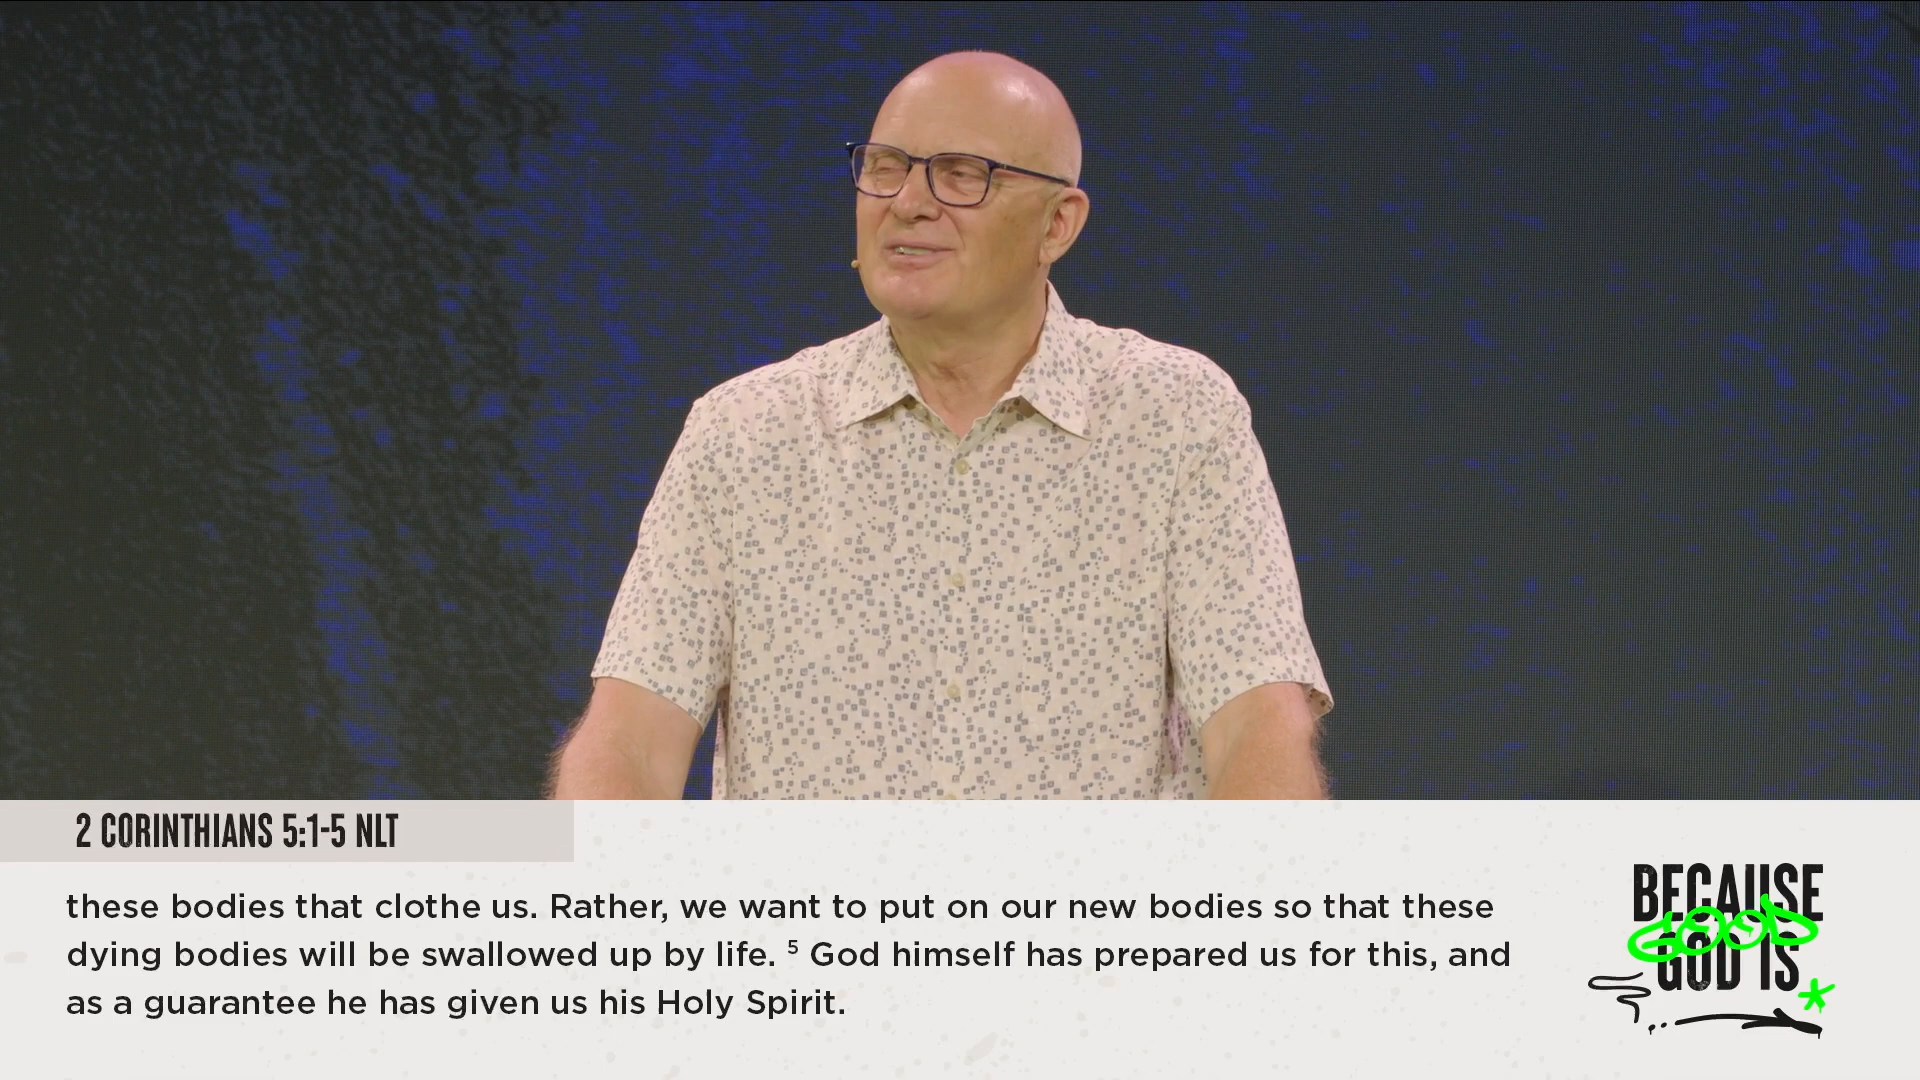 2 CORINTHIANS 5:1-5 NLT
these bodies that clothe us. Rather, we want to put on our new bodies so that these
dying bodies will be swallowed up by life. ⁵ God himself has prepared us for this, and
as a guarantee he has given us his Holy Spirit.
BECAUSE
GOOD
GOD IS